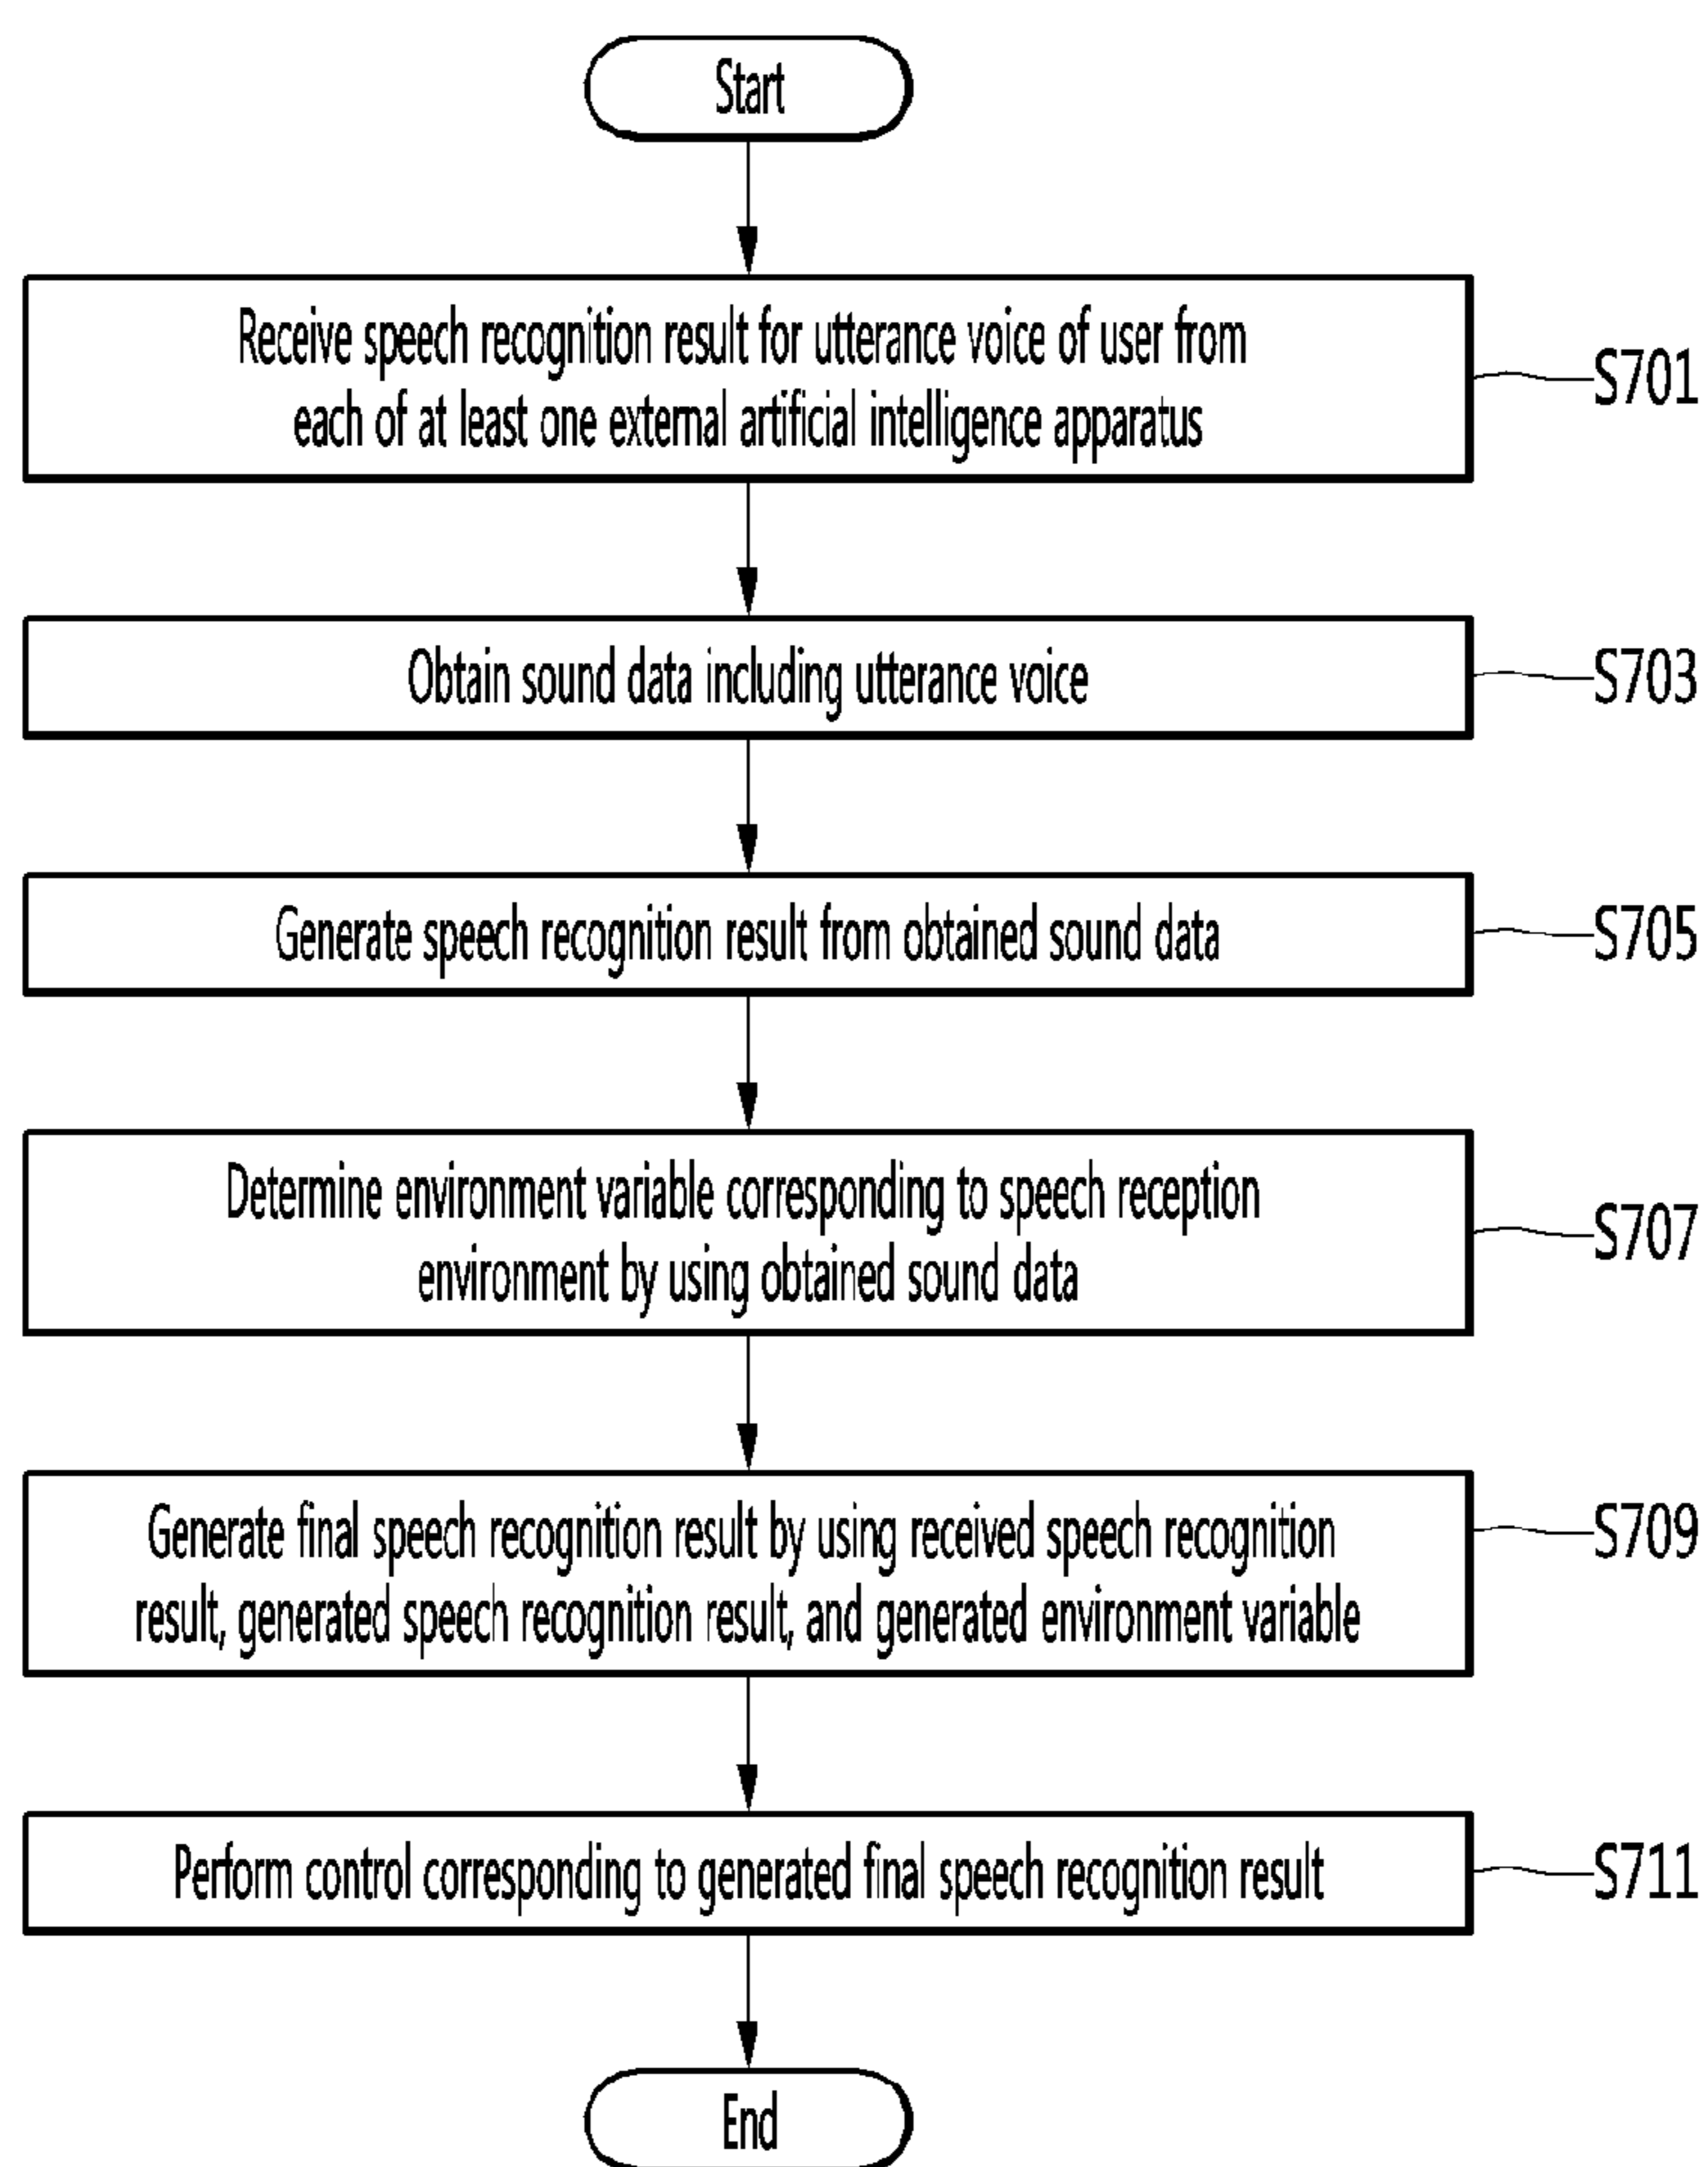 Start
Receive speech recognition result for utterance voice of user from
each of at least one external artificial intelligence apparatus
S701
Obtain sound data including utterance voice
S703
Generate speech recognition result from obtained sound data
S705
Determine environment variable corresponding to speech reception
environment by using obtained sound data
S707
Generate final speech recognition result by using received speech recognition
result, generated speech recognition result, and generated environment variable
S709
Perform control corresponding to generated final speech recognition result
S711
End